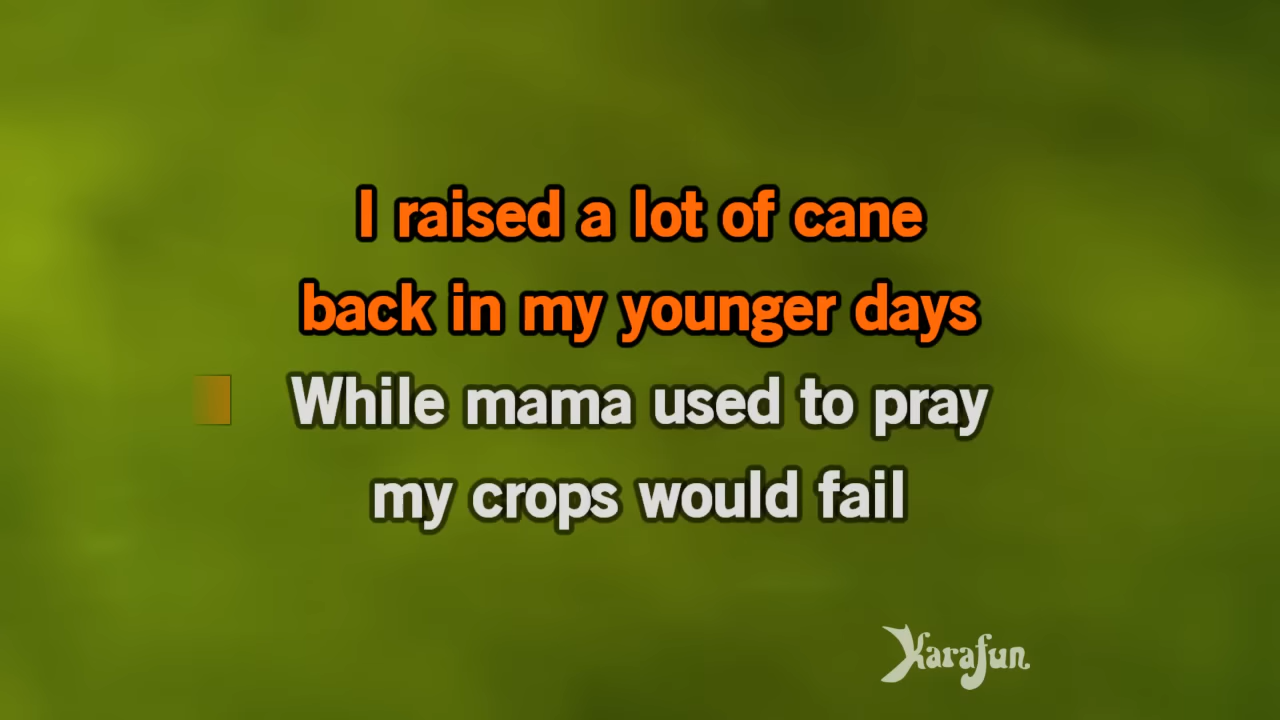 I raised a lot of cane
back in my younger days
While mama used to pray
my crops would fail
Karafun